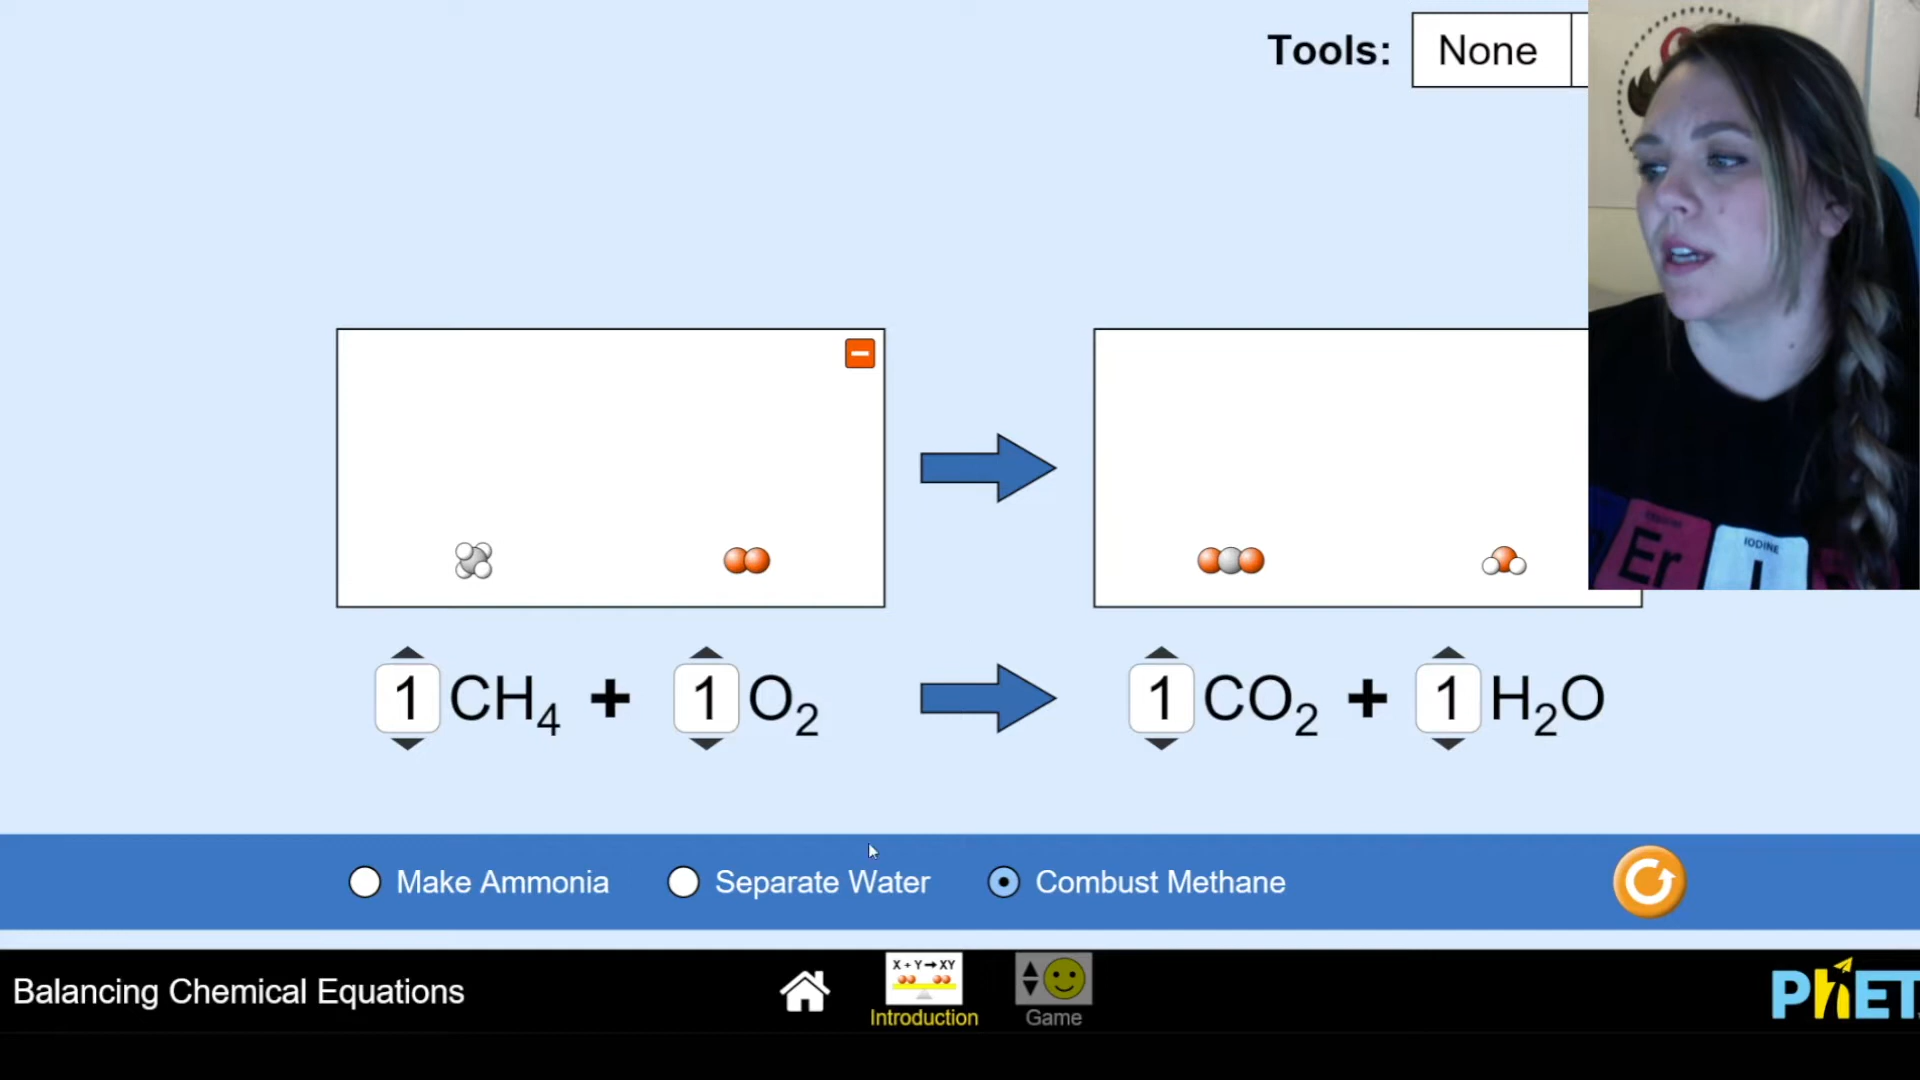 Tools: None
Er
IODINE
I
1 CH₄ + 1 O₂ 1 CO₂ + 1 H₂O
Make Ammonia Separate Water Combust Methane
X + Y → XY
Balancing Chemical Equations
Introduction
Game
PhET